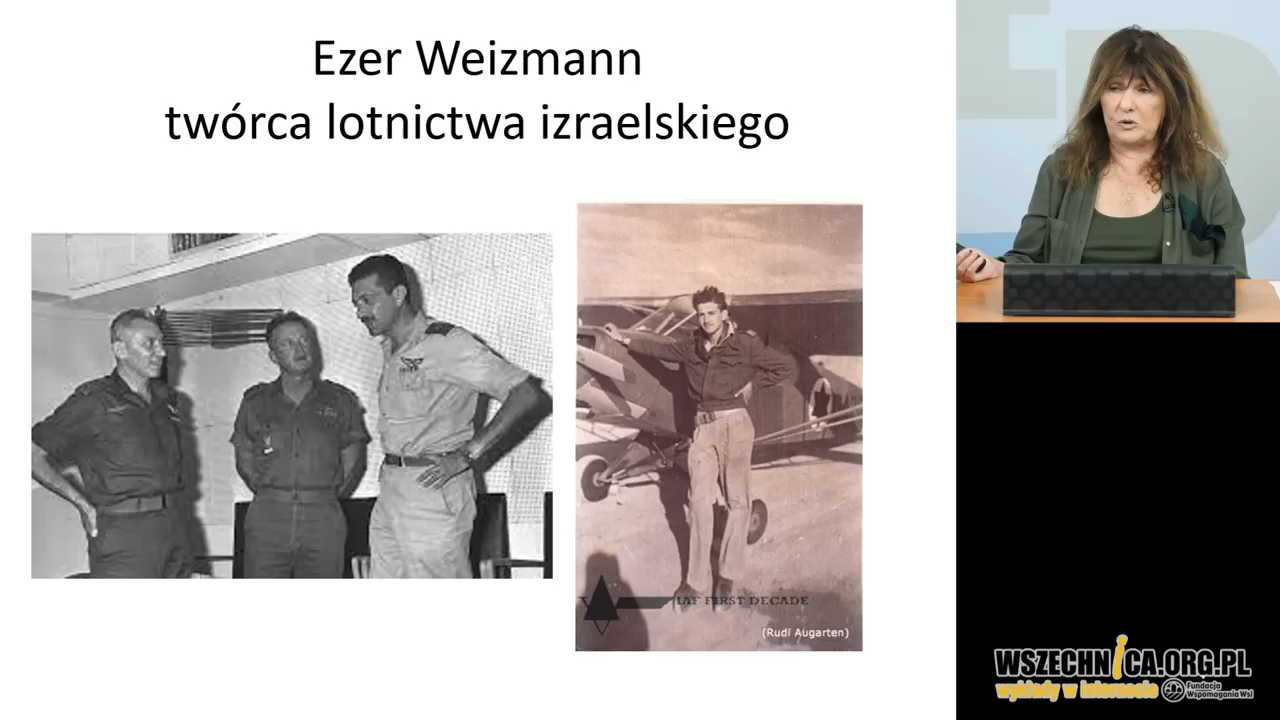 Ezer Weizmann
twórca lotnictwa izraelskiego
IAF FIRST DECADE
(Rudi Augarten)
WSZECHNICA.ORG.PL
wykłady w internecie
Fundacja
Wspomagania Wsi